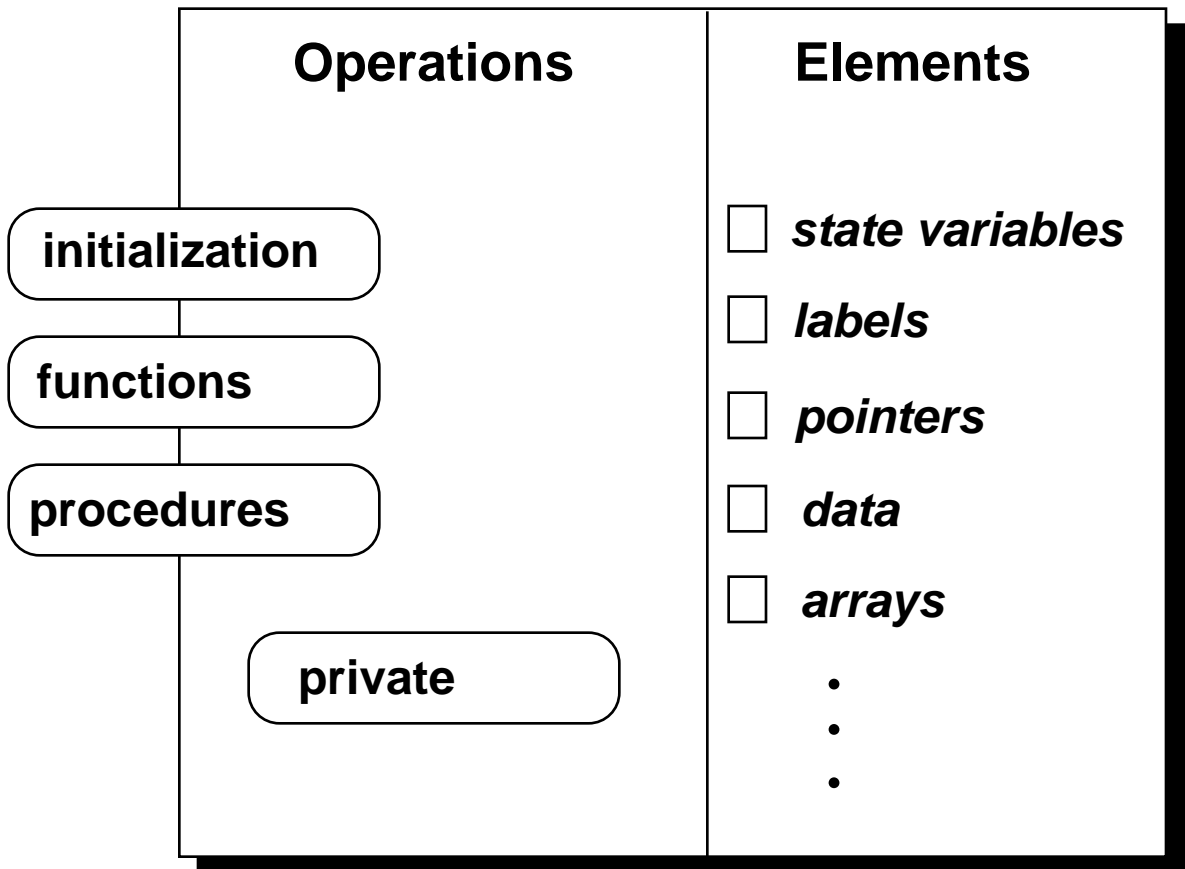 Operations
Elements
initialization
functions
procedures
private
state variables
labels
pointers
data
arrays